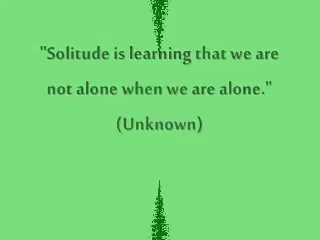 "Solitude is learning that we are
not alone when we are alone."
(Unknown)